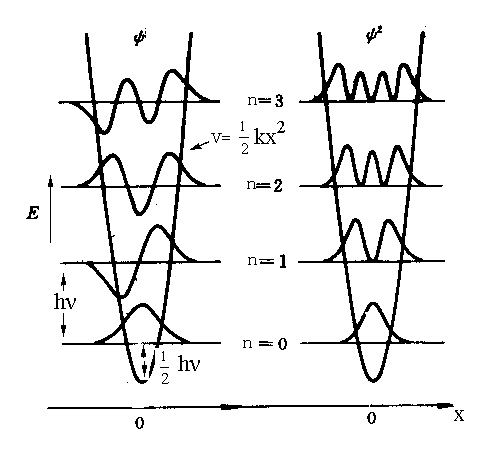 ψ ψ²
n=3
V= 1/2 kx²
n=2
E
n=1
hν
n=0
1/2 hν
0 0 x